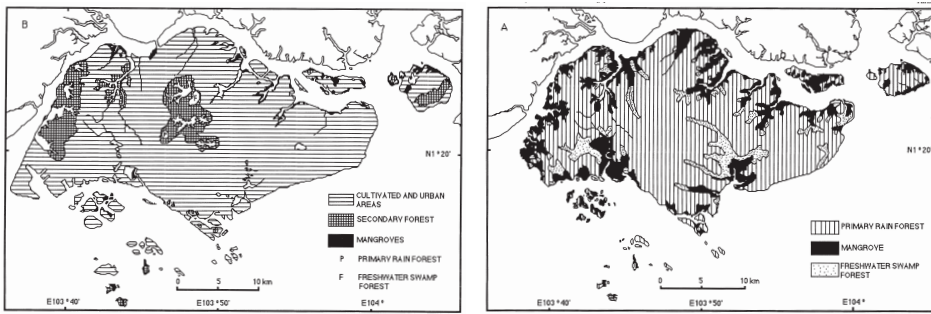 B
N1°20'
CULTIVATED AND URBAN
AREAS
SECONDARY FOREST
MANGROVES
P PRIMARY RAIN FOREST
F FRESHWATER SWAMP
FOREST
0 5 10 km
E103°40' E103°50' E104°
A
N1°20'
PRIMARY RAIN FOREST
MANGROVE
FRESHWATER SWAMP
FOREST
0 5 10 km
E103°40' E103°50' E104°